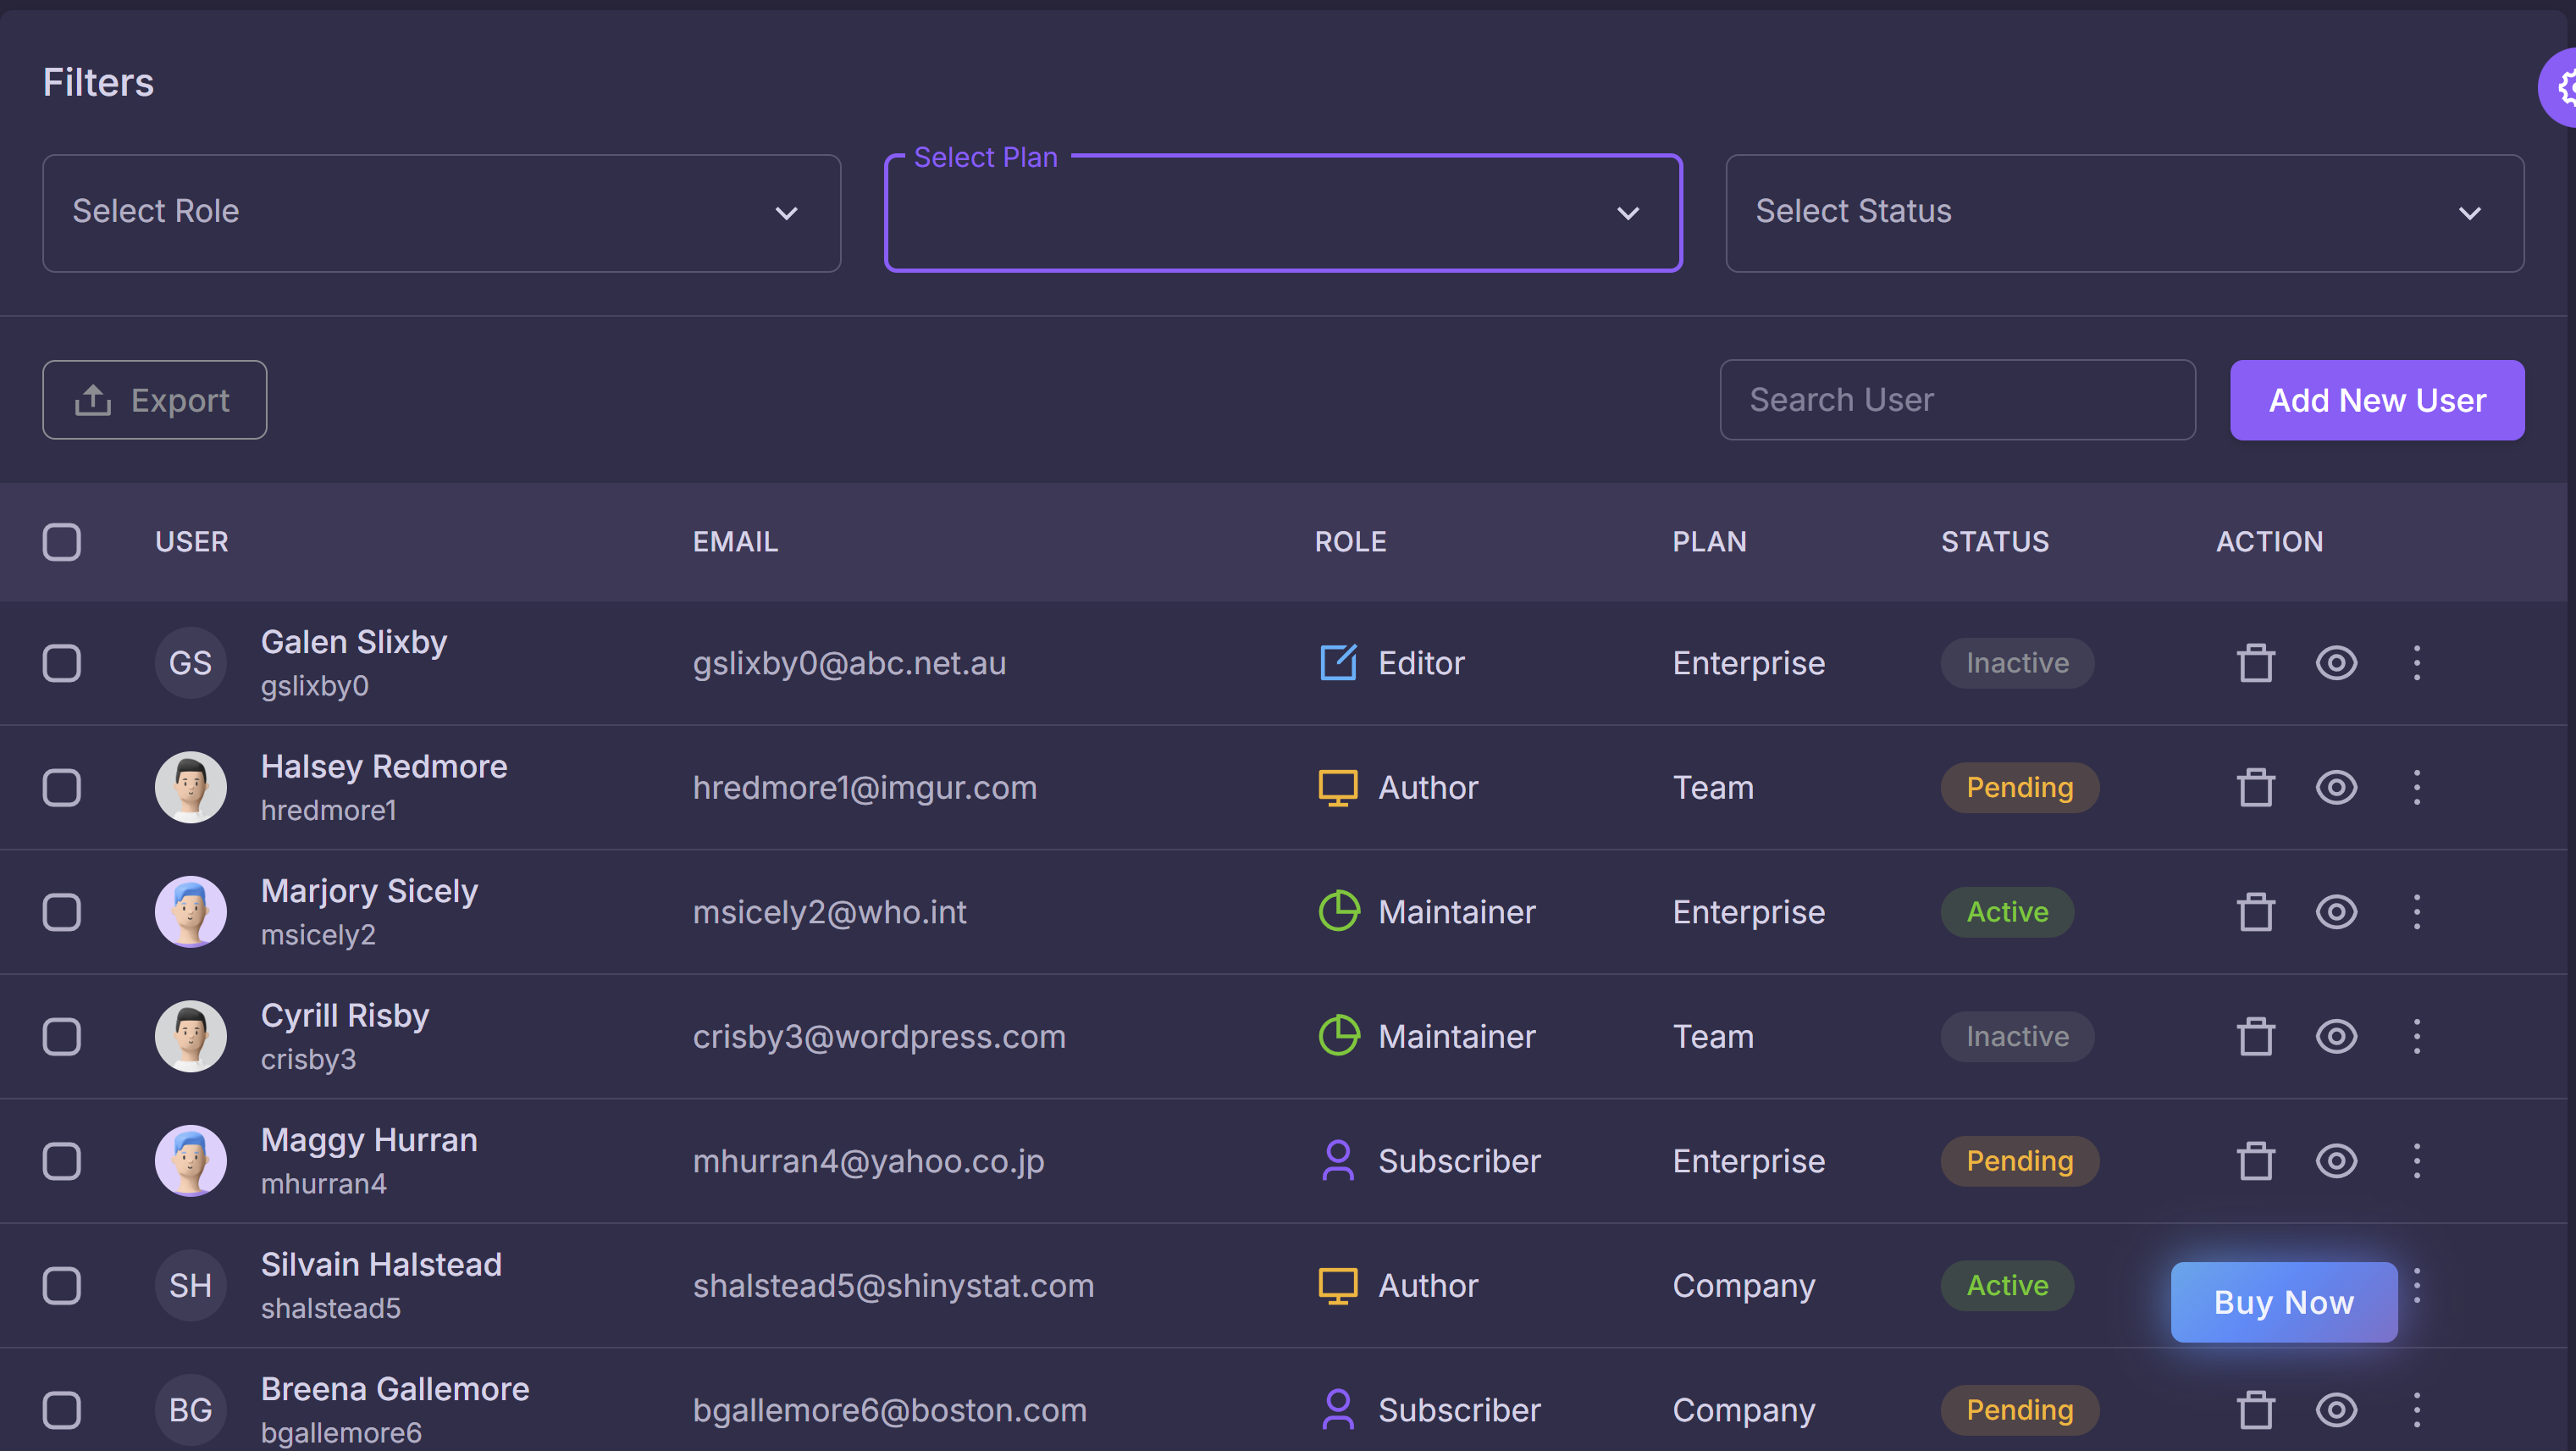 Filters
Select Role
Select Plan
Select Status
Export
Search User
Add New User
USER EMAIL ROLE PLAN STATUS ACTION
GS Galen Slixby gslixby0@abc.net.au Editor Enterprise Inactive
gslixby0
Halsey Redmore hredmore1@imgur.com Author Team Pending
hredmore1
Marjory Sicely msicely2@who.int Maintainer Enterprise Active
msicely2
Cyrill Risby crisby3@wordpress.com Maintainer Team Inactive
crisby3
Maggy Hurran mhurran4@yahoo.co.jp Subscriber Enterprise Pending
mhurran4
SH Silvain Halstead shalstead5@shinystat.com Author Company Active
shalstead5
Buy Now
BG Breena Gallemore bgallemore6@boston.com Subscriber Company Pending
bgallemore6